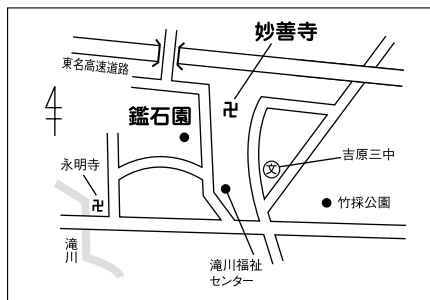 妙善寺
東名高速道路
鑑石園
吉原三中
文
永明寺
竹採公園
滝川
滝川福祉
センター